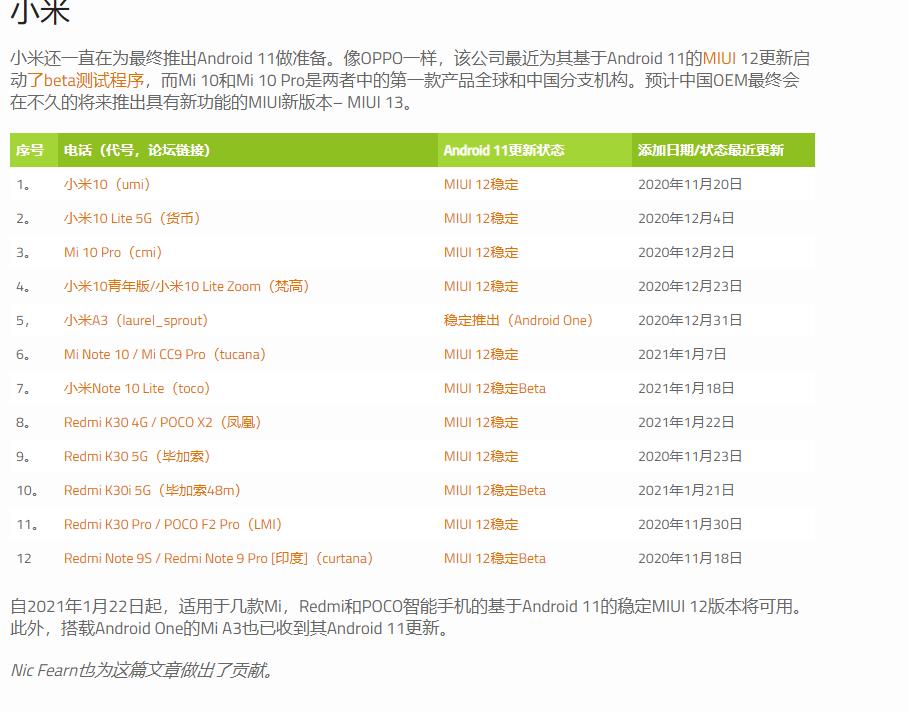 小米
小米还一直在为最终推出Android 11做准备。像OPPO一样，该公司最近为其基于Android 11的MIUI 12更新启
动了beta测试程序，而Mi 10和Mi 10 Pro是两者中的第一款产品全球和中国分支机构。预计中国OEM最终会
在不久的将来推出具有新功能的MIUI新版本– MIUI 13。
序号 电话（代号，论坛链接） Android 11更新状态 添加日期/状态最近更新
1。 小米10（umi） MIUI 12稳定 2020年11月20日
2。 小米10 Lite 5G（货币） MIUI 12稳定 2020年12月4日
3。 Mi 10 Pro（cmi） MIUI 12稳定 2020年12月2日
4。 小米10青年版/小米10 Lite Zoom（梵高） MIUI 12稳定 2020年12月23日
5， 小米A3（laurel_sprout） 稳定推出（Android One） 2020年12月31日
6。 Mi Note 10 / Mi CC9 Pro（tucana） MIUI 12稳定 2021年1月7日
7。 小米Note 10 Lite（toco） MIUI 12稳定Beta 2021年1月18日
8。 Redmi K30 4G / POCO X2（凤凰） MIUI 12稳定 2021年1月22日
9。 Redmi K30 5G（毕加索） MIUI 12稳定 2020年11月23日
10。 Redmi K30i 5G（毕加索48m） MIUI 12稳定Beta 2021年1月21日
11。 Redmi K30 Pro / POCO F2 Pro（LMI） MIUI 12稳定 2020年11月30日
12 Redmi Note 9S / Redmi Note 9 Pro [印度]（curtana） MIUI 12稳定Beta 2020年11月18日
自2021年1月22日起，适用于几款Mi，Redmi和POCO智能手机的基于Android 11的稳定MIUI 12版本将可用。
此外，搭载Android One的Mi A3也已收到其Android 11更新。
Nic Fearn也为这篇文章做出了贡献。